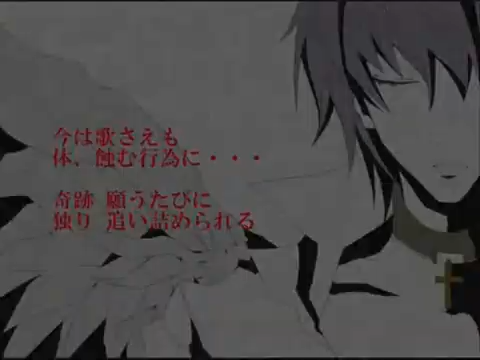 今は歌さえも
体、蝕む行為に・・・
奇跡 願うたびに
独り 追い詰められる